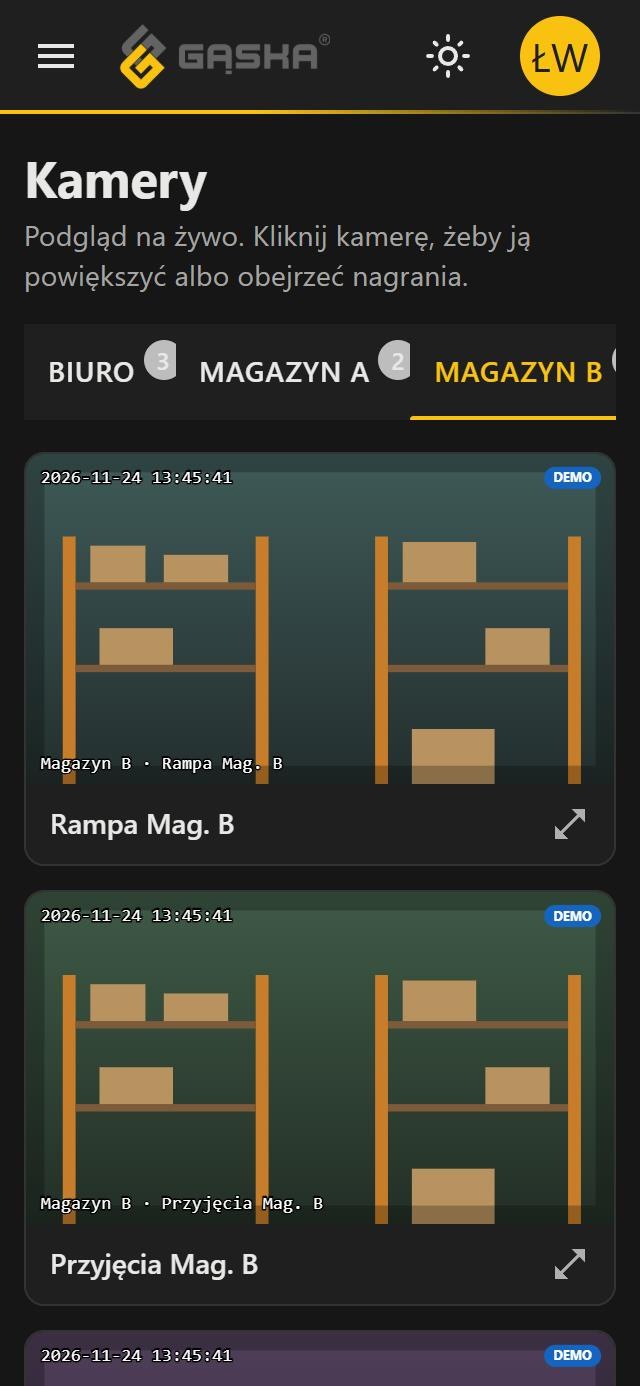 GĄSKA®
ŁW
Kamery
Podgląd na żywo. Kliknij kamerę, żeby ją
powiększyć albo obejrzeć nagrania.
BIURO 3 MAGAZYN A 2 MAGAZYN B
2026-11-24 13:45:41 DEMO
Magazyn B · Rampa Mag. B
Rampa Mag. B
2026-11-24 13:45:41 DEMO
Magazyn B · Przyjęcia Mag. B
Przyjęcia Mag. B
2026-11-24 13:45:41 DEMO